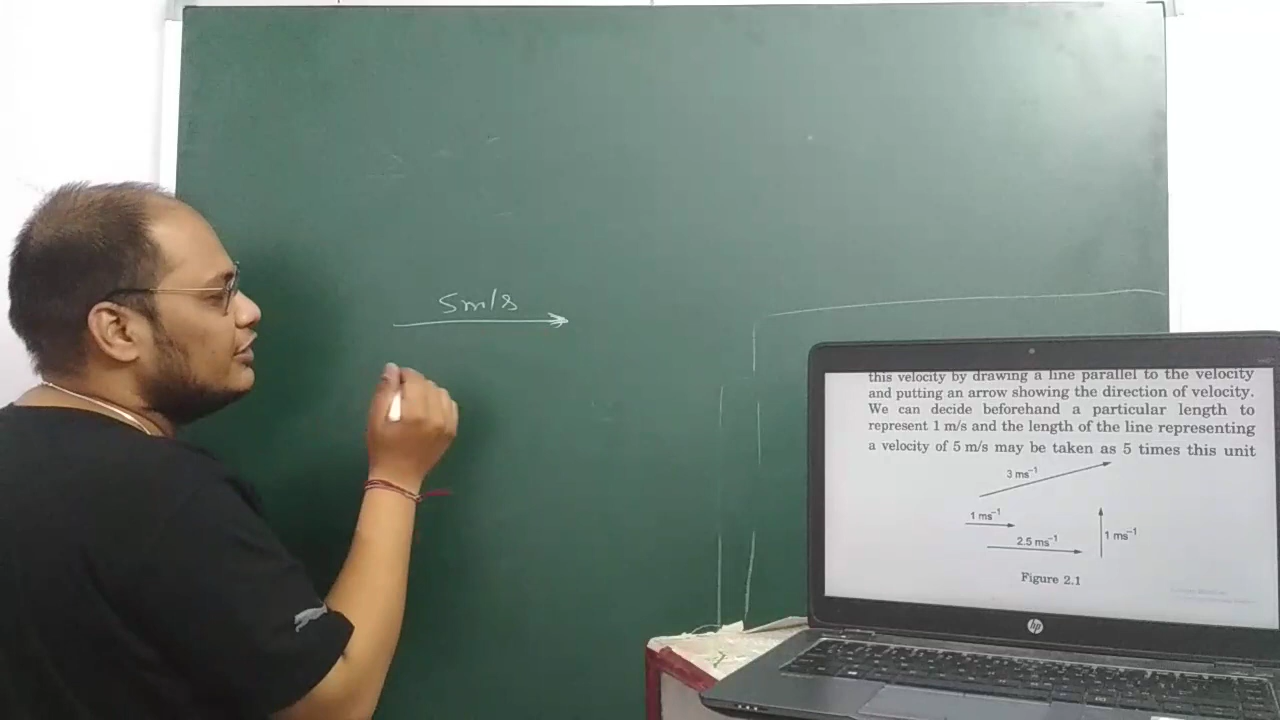 5m/s
this velocity by drawing a line parallel to the velocity
and putting an arrow showing the direction of velocity.
We can decide beforehand a particular length to
represent 1 m/s and the length of the line representing
a velocity of 5 m/s may be taken as 5 times this unit
3 ms⁻¹
1 ms⁻¹
1 ms⁻¹
2.5 ms⁻¹
Figure 2.1
hp